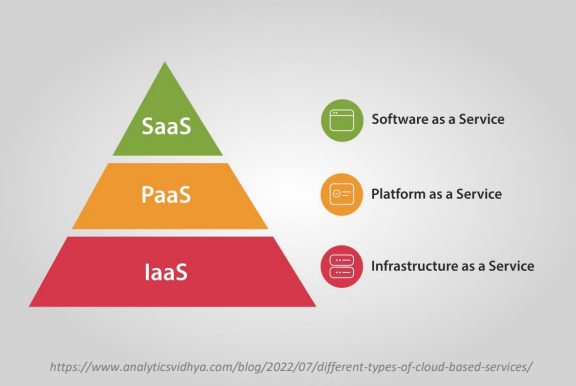 SaaS
Software as a Service
PaaS
Platform as a Service
IaaS
Infrastructure as a Service
https://www.analyticsvidhya.com/blog/2022/07/different-types-of-cloud-based-services/